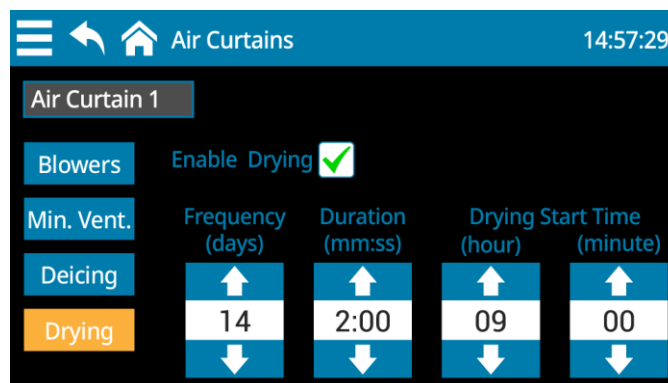 Air Curtains 14:57:29
Air Curtain 1
Blowers
Enable Drying
Min. Vent.
Frequency (days)
Duration (mm:ss)
Drying Start Time
(hour) (minute)
Deicing
Drying
14 2:00 09 00